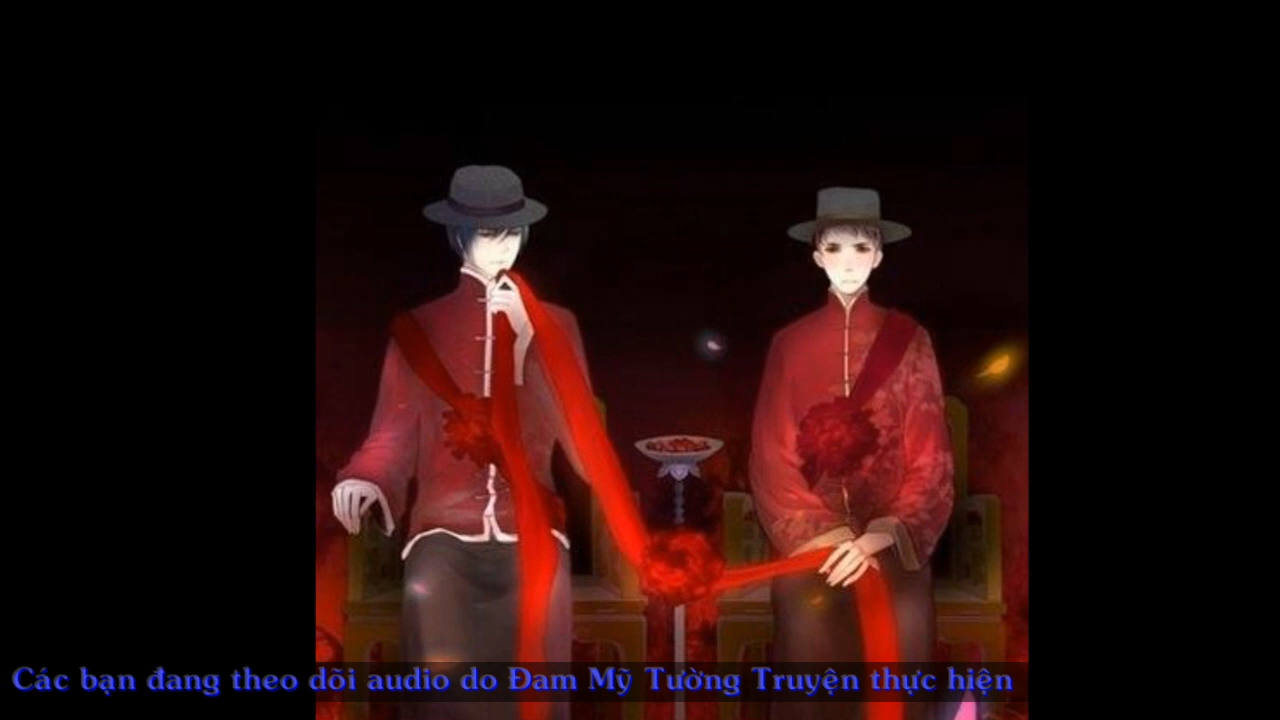 Các bạn đang theo dõi audio do Đam Mỹ Tường Truyện thực hiện